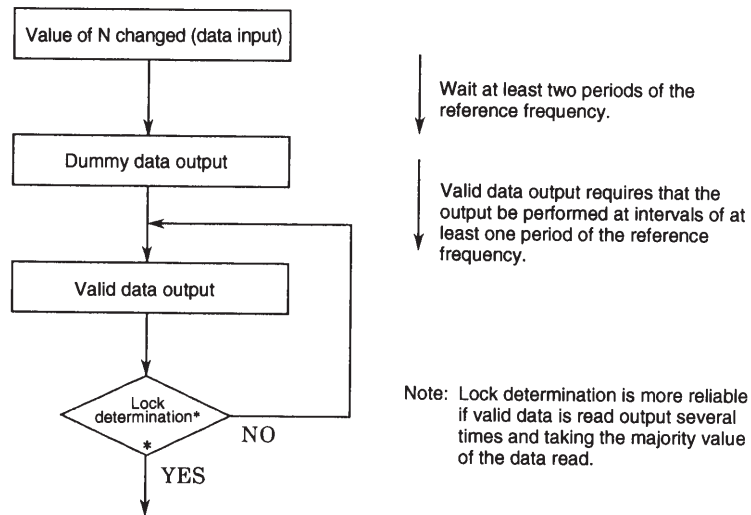 Value of N changed (data input)
Wait at least two periods of the
reference frequency.
Dummy data output
Valid data output requires that the
output be performed at intervals of at
least one period of the reference
frequency.
Valid data output
Lock
determination*
*
NO
YES
Note: Lock determination is more reliable
if valid data is read output several
times and taking the majority value
of the data read.